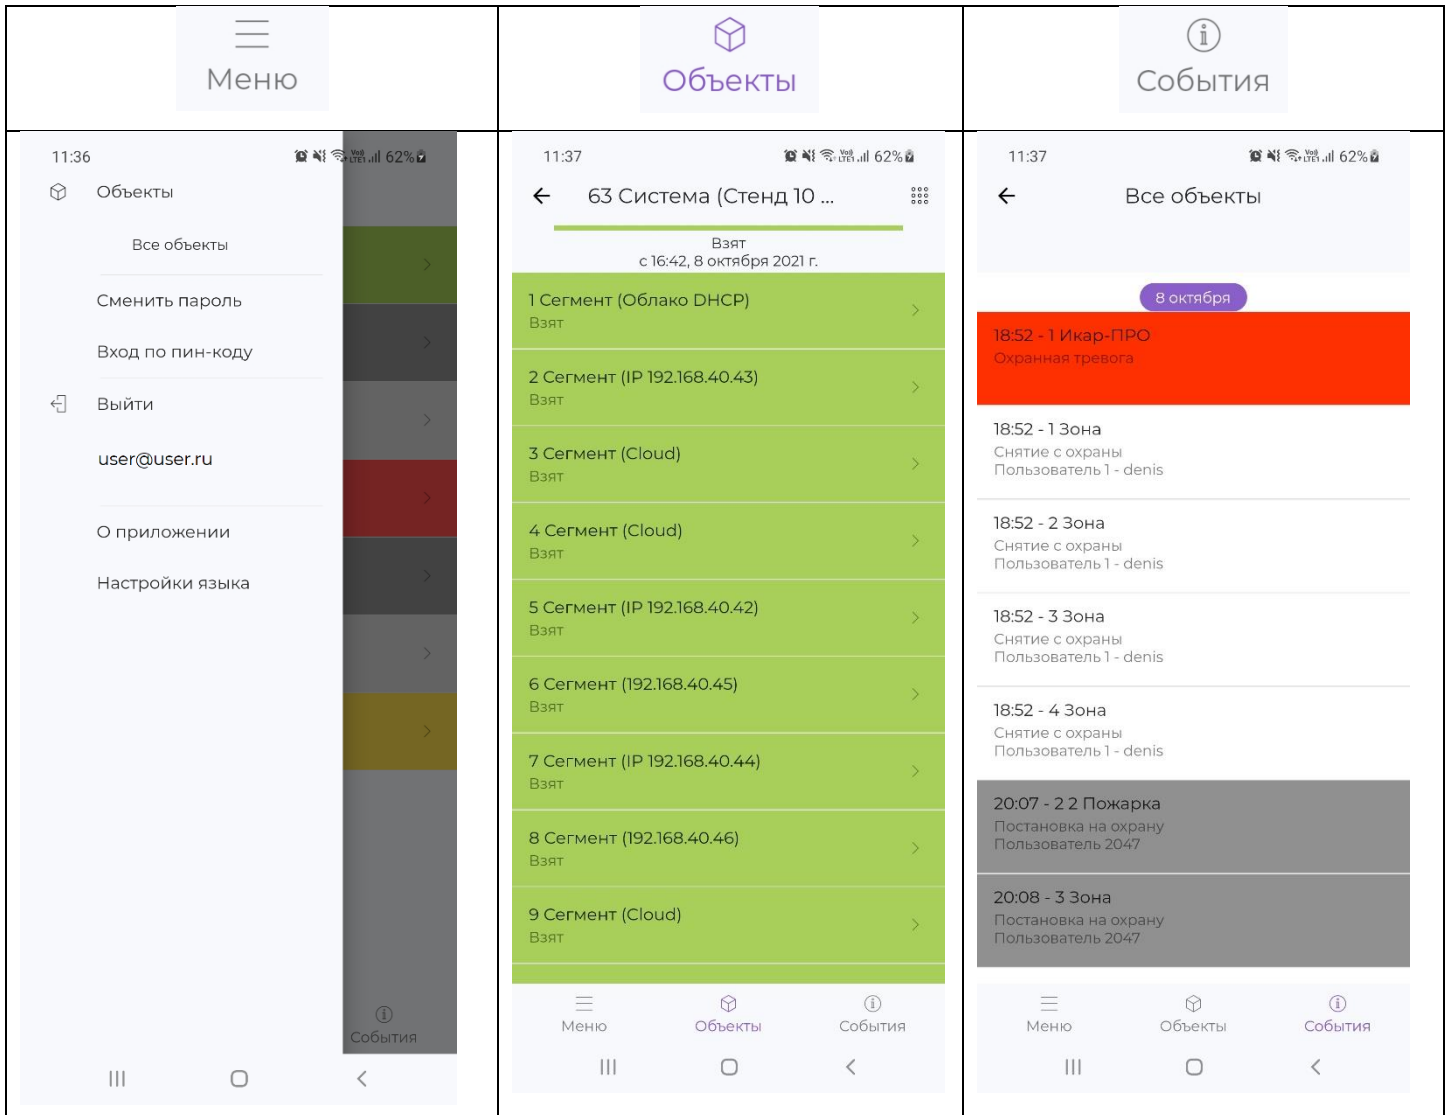 Меню
Объекты
События
11:36
62%
Объекты
Все объекты
Сменить пароль
Вход по пин-коду
Выйти
user@user.ru
О приложении
Настройки языка
События
11:37
62%
63 Система (Стенд 10 ...
Взят
с 16:42, 8 октября 2021 г.
1 Сегмент (Облако DHCP)
Взят
2 Сегмент (IP 192.168.40.43)
Взят
3 Сегмент (Cloud)
Взят
4 Сегмент (Cloud)
Взят
5 Сегмент (IP 192.168.40.42)
Взят
6 Сегмент (192.168.40.45)
Взят
7 Сегмент (IP 192.168.40.44)
Взят
8 Сегмент (192.168.40.46)
Взят
9 Сегмент (Cloud)
Взят
Меню
Объекты
События
11:37
62%
Все объекты
8 октября
18:52 - 1 Икар-ПРО
Охранная тревога
18:52 - 1 Зона
Снятие с охраны
Пользователь 1 - denis
18:52 - 2 Зона
Снятие с охраны
Пользователь 1 - denis
18:52 - 3 Зона
Снятие с охраны
Пользователь 1 - denis
18:52 - 4 Зона
Снятие с охраны
Пользователь 1 - denis
20:07 - 2 2 Пожарка
Постановка на охрану
Пользователь 2047
20:08 - 3 Зона
Постановка на охрану
Пользователь 2047
Меню
Объекты
События